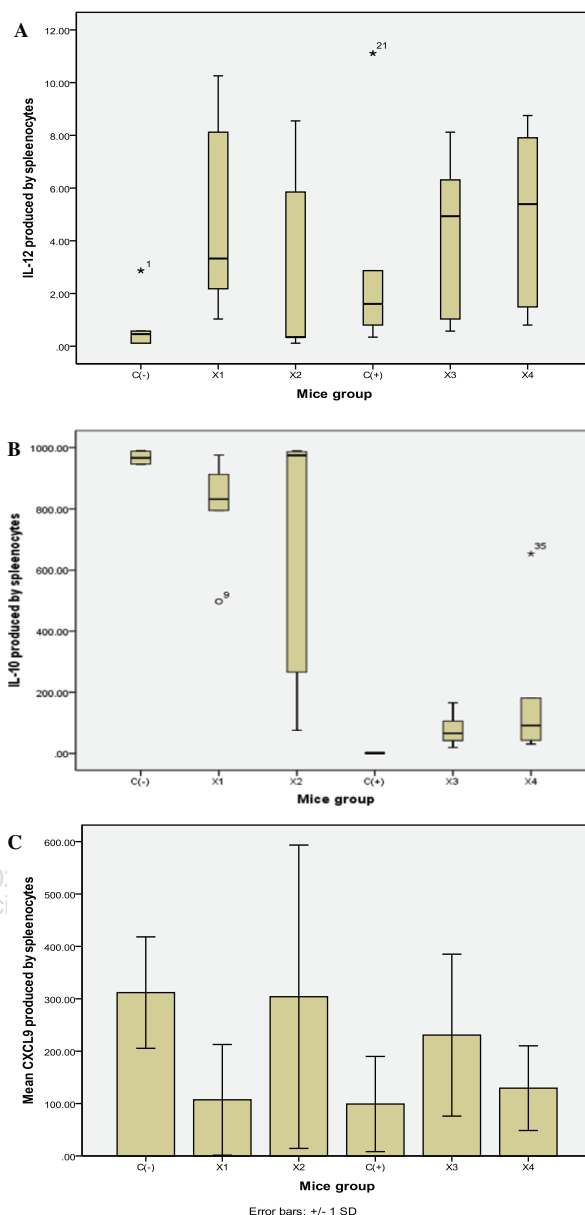 A
IL-12 produced by spleenocytes
12.00
10.00
8.00
6.00
4.00
2.00
.00
*1
*21
C(-) X1 X2 C(+) X3 X4
Mice group
B
IL-10 produced by spleenocytes
1000.00
800.00
600.00
400.00
200.00
.00
9
*35
C(-) X1 X2 C(+) X3 X4
Mice group
C
Mean CXCL9 produced by spleenocytes
600.00
500.00
400.00
300.00
200.00
100.00
.00
C(-) X1 X2 C(+) X3 X4
Mice group
Error bars: +/- 1 SD